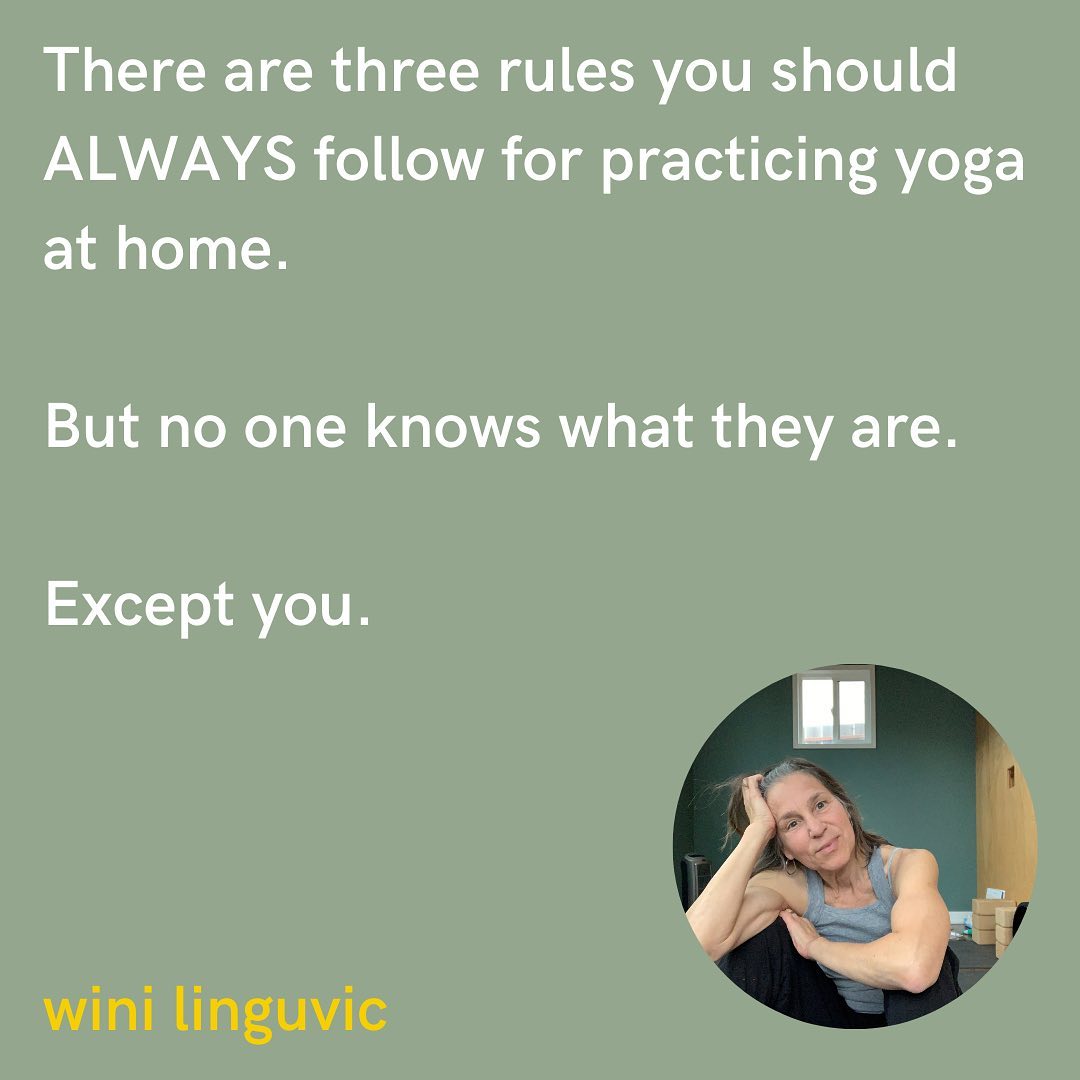 There are three rules you should
ALWAYS follow for practicing yoga
at home.
But no one knows what they are.
Except you.
wini linguvic